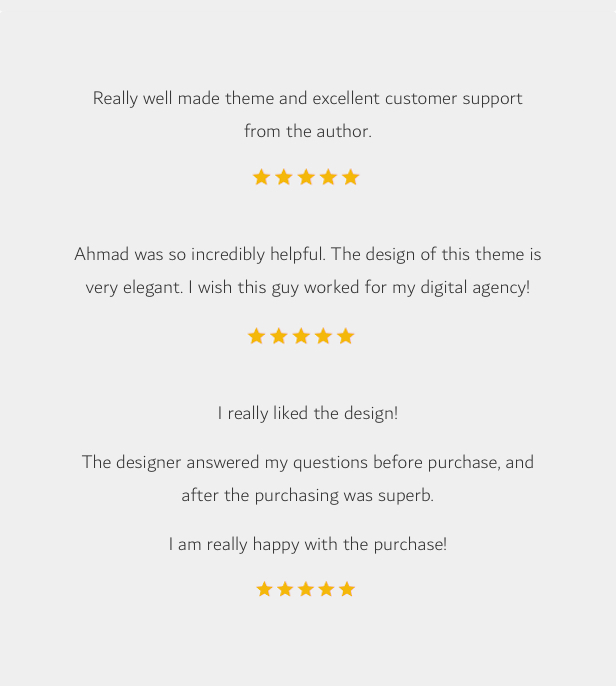 Really well made theme and excellent customer support
from the author.
Ahmad was so incredibly helpful. The design of this theme is
very elegant. I wish this guy worked for my digital agency!
I really liked the design!
The designer answered my questions before purchase, and
after the purchasing was superb.
I am really happy with the purchase!